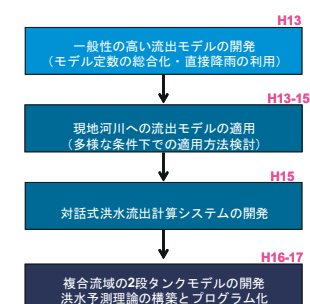 H13
一般性の高い流出モデルの開発
（モデル定数の総合化・直接降雨の利用）
H13-15
現地河川への流出モデルの適用
（多様な条件下での適用方法検討）
H15
対話式洪水流出計算システムの開発
H16-17
複合流域の2段タンクモデルの開発
洪水予測理論の構築とプログラム化